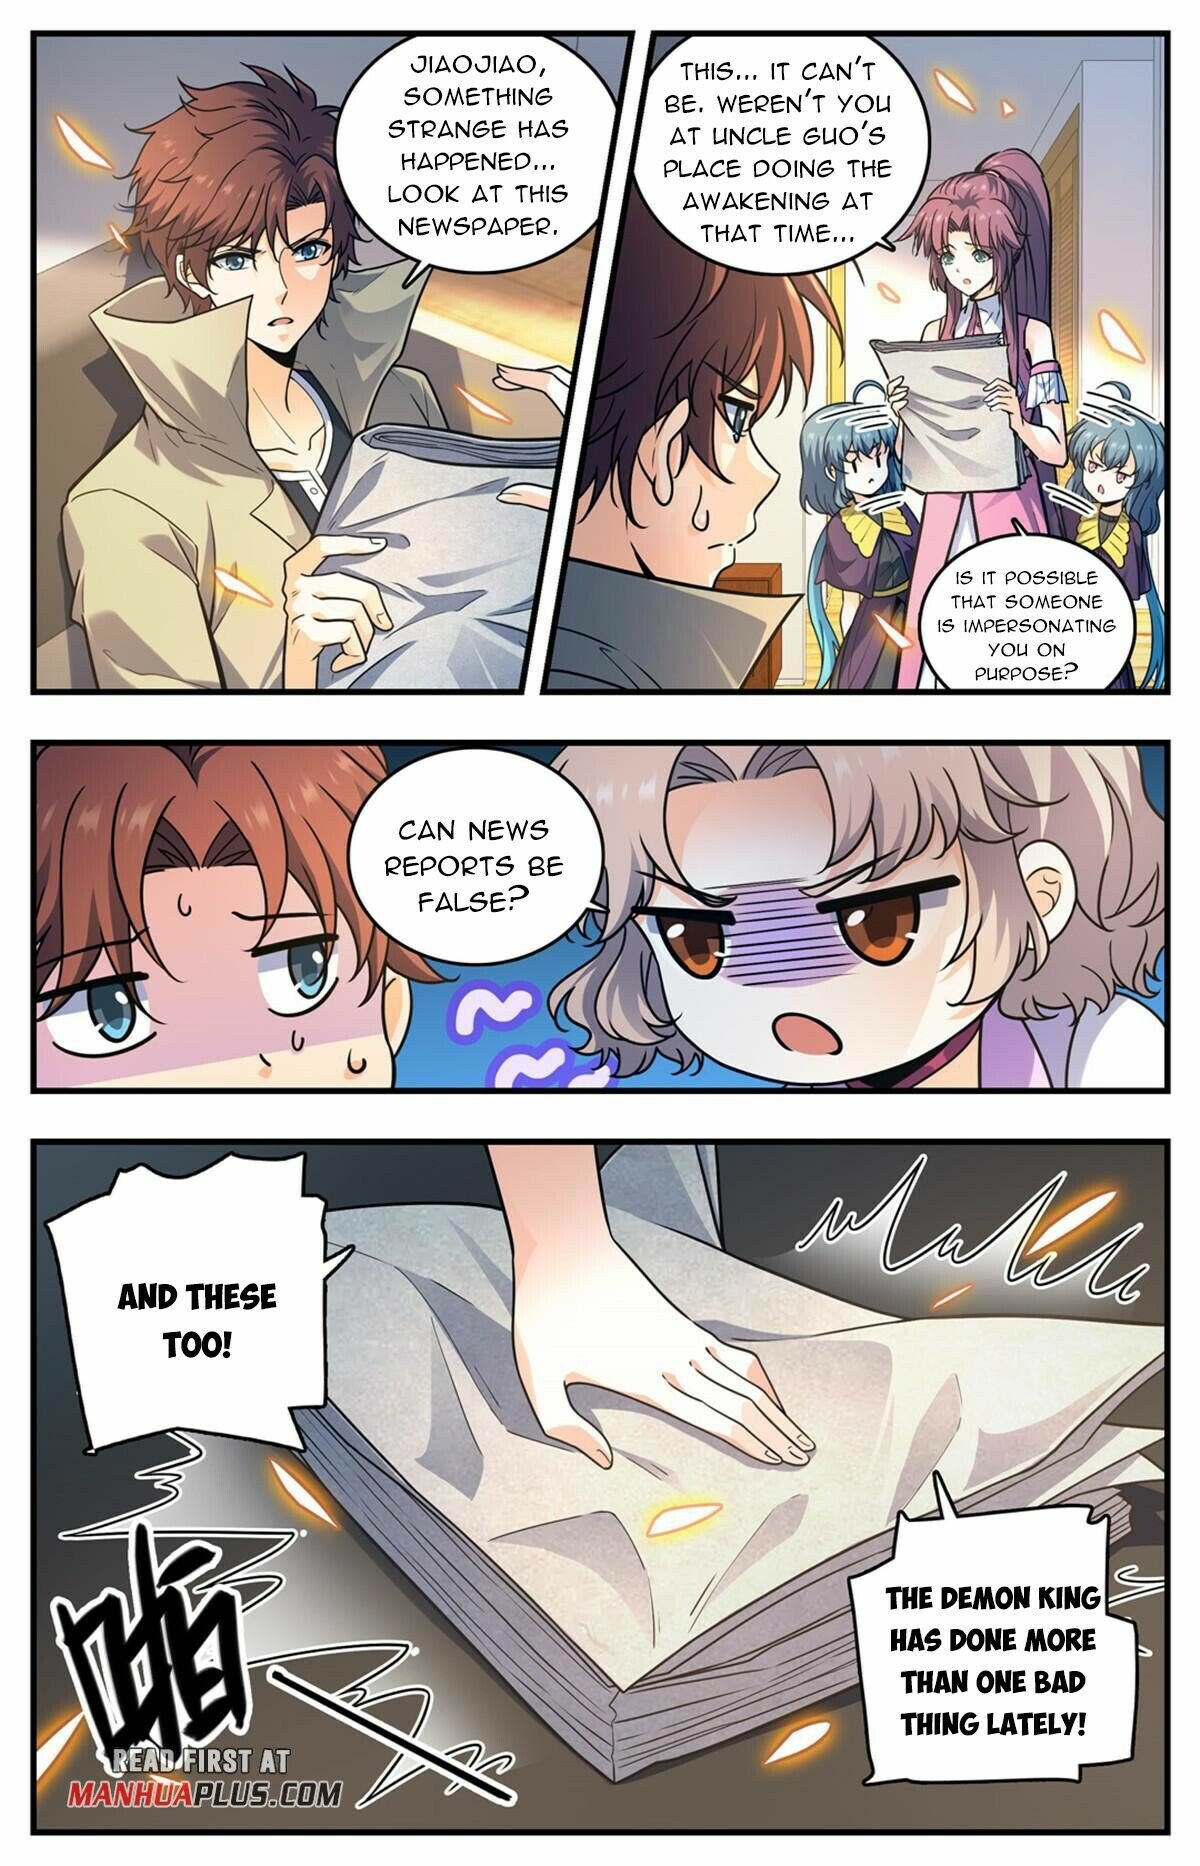 JIAOJIAO,
SOMETHING
STRANGE HAS
HAPPENED...
LOOK AT THIS
NEWSPAPER.
THIS... IT CAN'T
BE. WEREN'T YOU
AT UNCLE GUO'S
PLACE DOING THE
AWAKENING AT
THAT TIME...
IS IT POSSIBLE
THAT SOMEONE
IS IMPERSONATING
YOU ON
PURPOSE?
CAN NEWS
REPORTS BE
FALSE?
AND THESE
TOO!
THE DEMON KING
HAS DONE MORE
THAN ONE BAD
THING LATELY!
啪
READ FIRST AT
MANHUAPLUS.COM